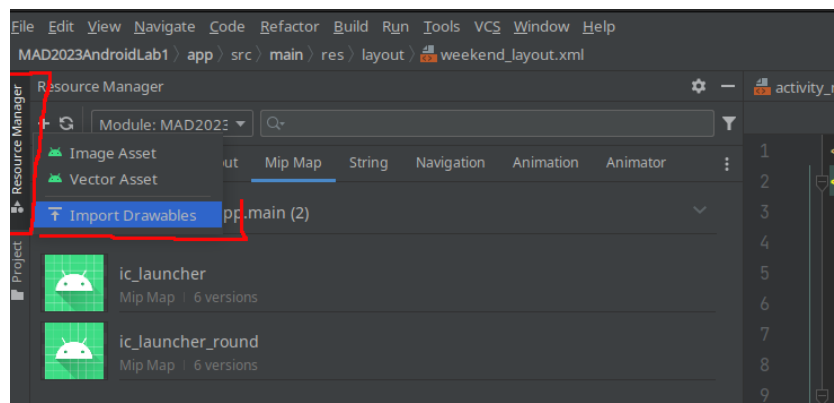 File Edit View Navigate Code Refactor Build Run Tools VCS Window Help
MAD2023AndroidLab1 〉 app 〉 src 〉 main 〉 res 〉 layout 〉 weekend_layout.xml
Resource Manager
Resource Manager
activity_
Module: MAD202
Image Asset
Vector Asset
Import Drawables
out Mip Map String Navigation Animation Animator
pp.main (2)
Project
ic_launcher
Mip Map | 6 versions
ic_launcher_round
Mip Map | 6 versions
1
2
3
4
5
6
7
8
9